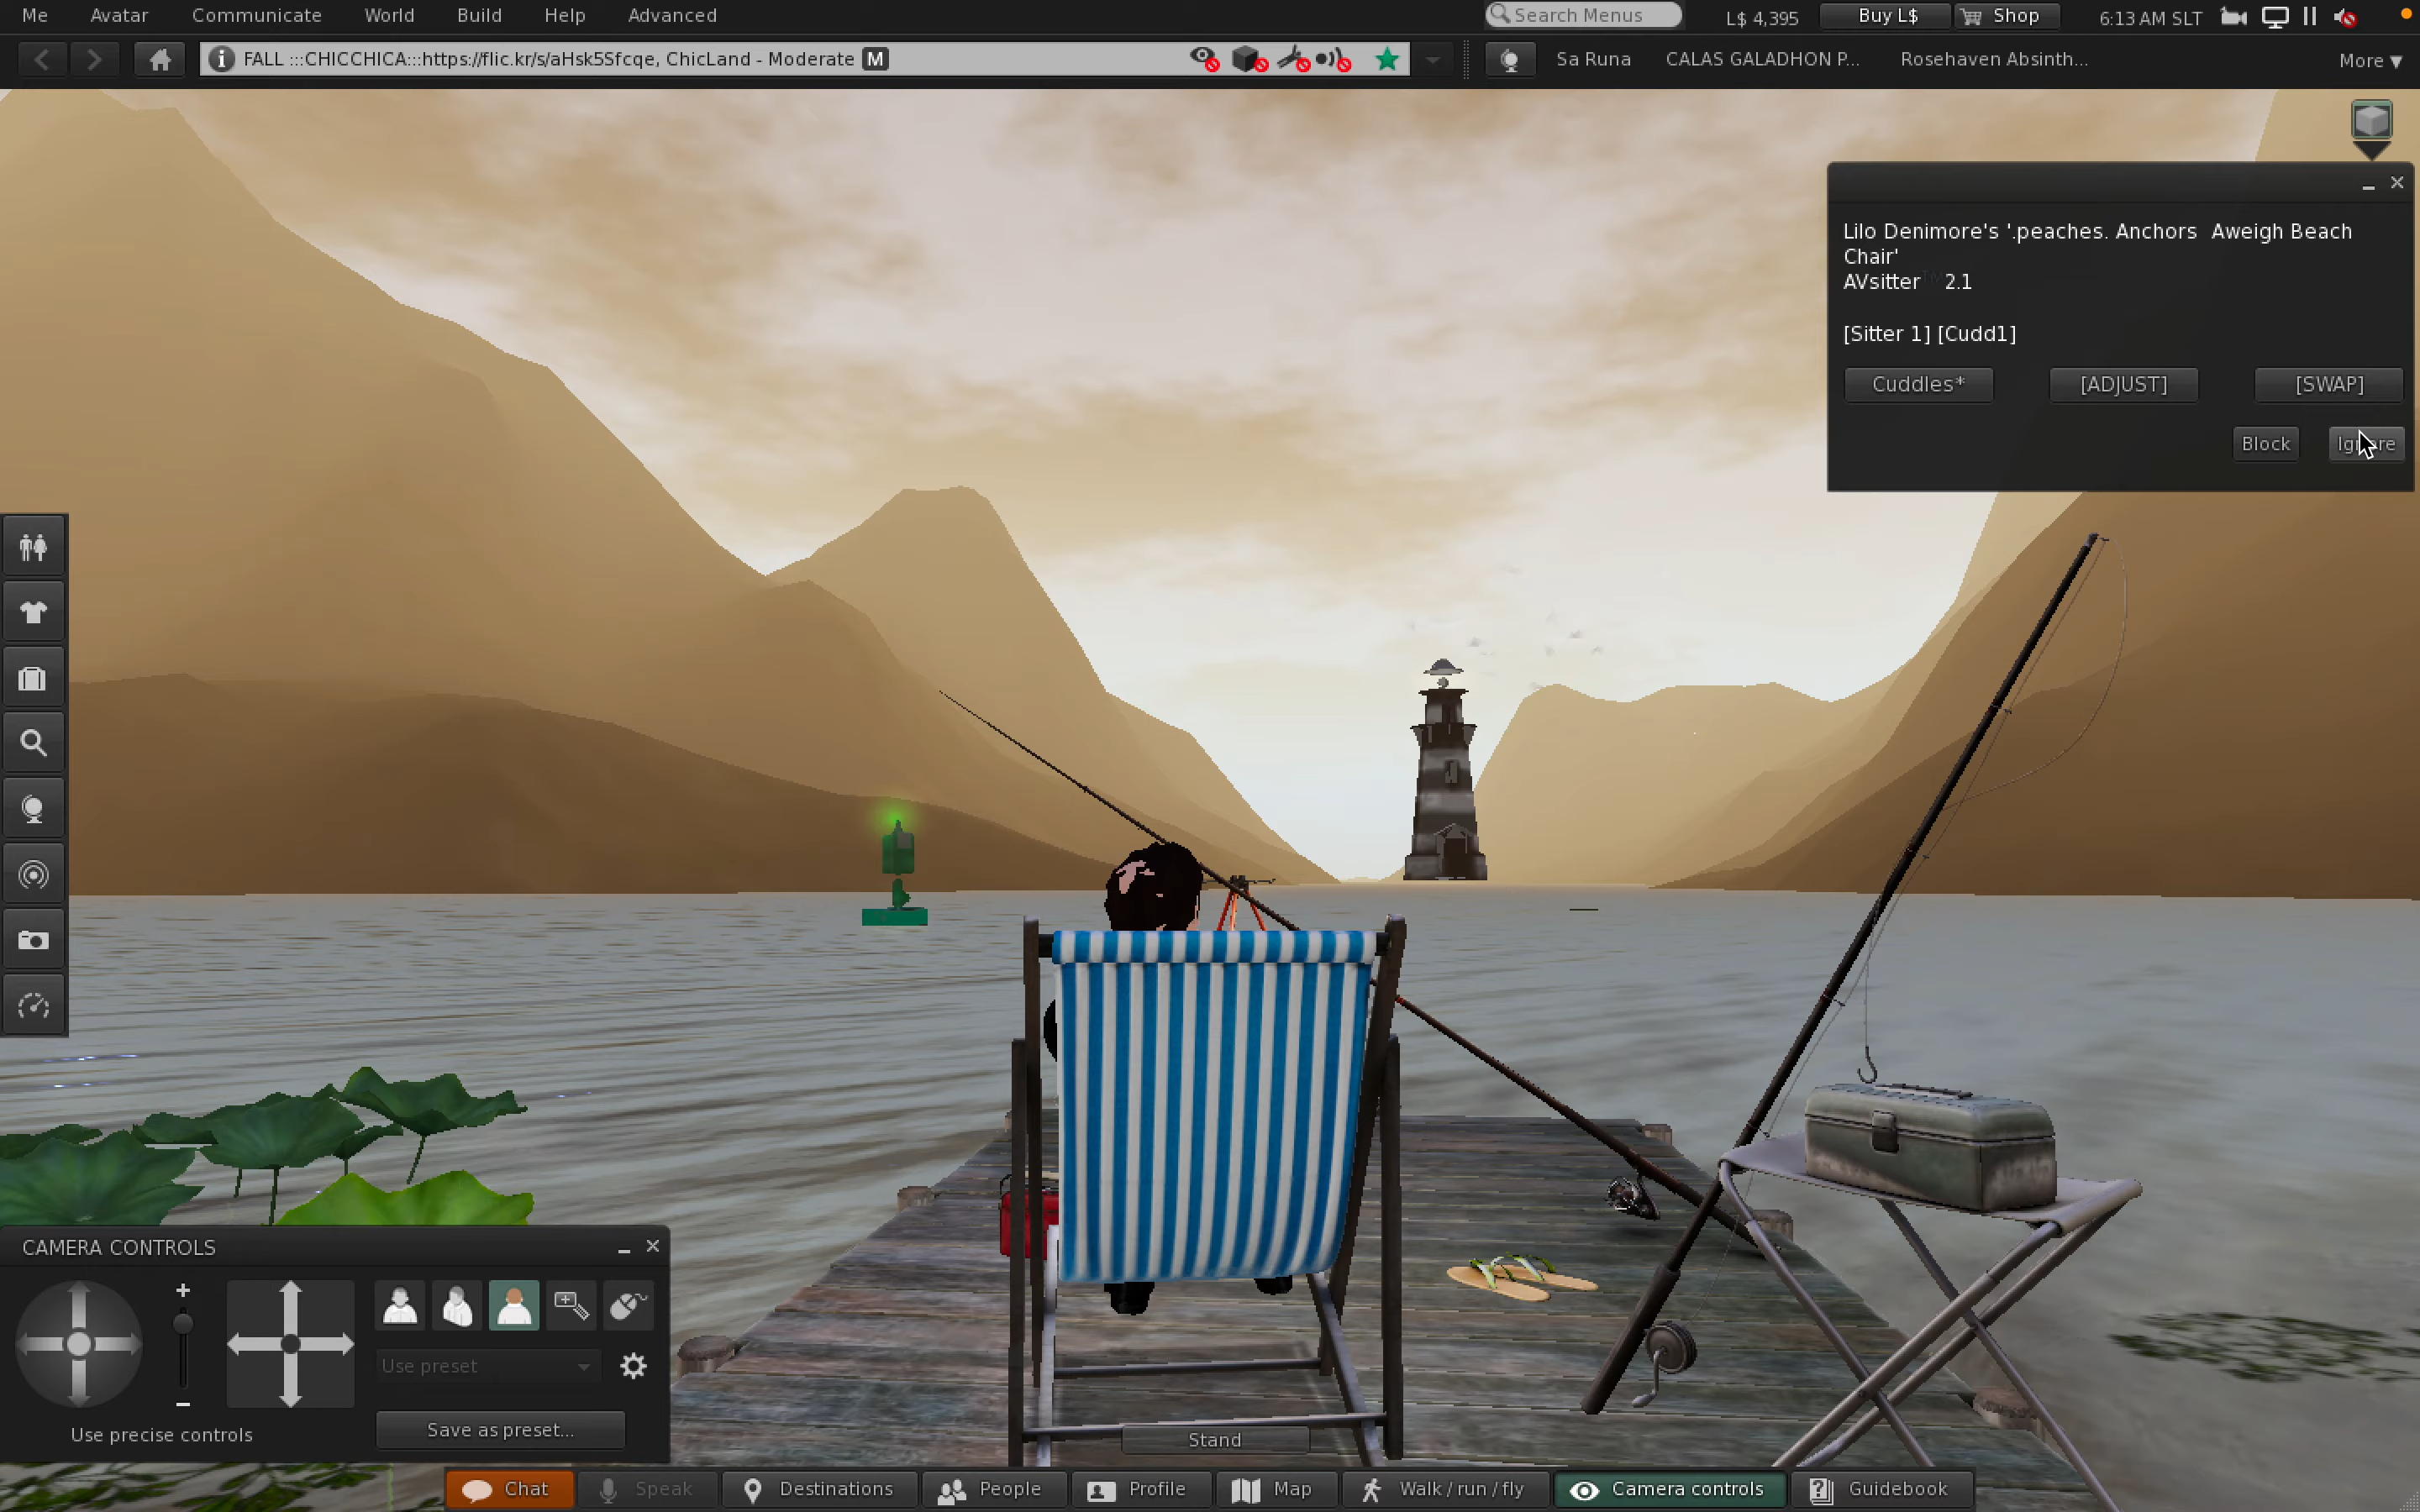 Me Avatar Communicate World Build Help Advanced Search Menus L$ 4,395 Buy L$ Shop 6:13 AM SLT
FALL :::CHICCHICA:::https://flic.kr/s/aHsk5Sfcqe, ChicLand - Moderate M Sa Runa CALAS GALADHON P... Rosehaven Absinth... More
Lilo Denimore's '.peaches. Anchors Aweigh Beach
Chair'
AVsitter 2.1
[Sitter 1] [Cudd1]
Cuddles* [ADJUST] [SWAP]
Block Ignore
CAMERA CONTROLS
Use preset
Use precise controls
Save as preset...
Stand
Chat Speak Destinations People Profile Map Walk / run / fly Camera controls Guidebook